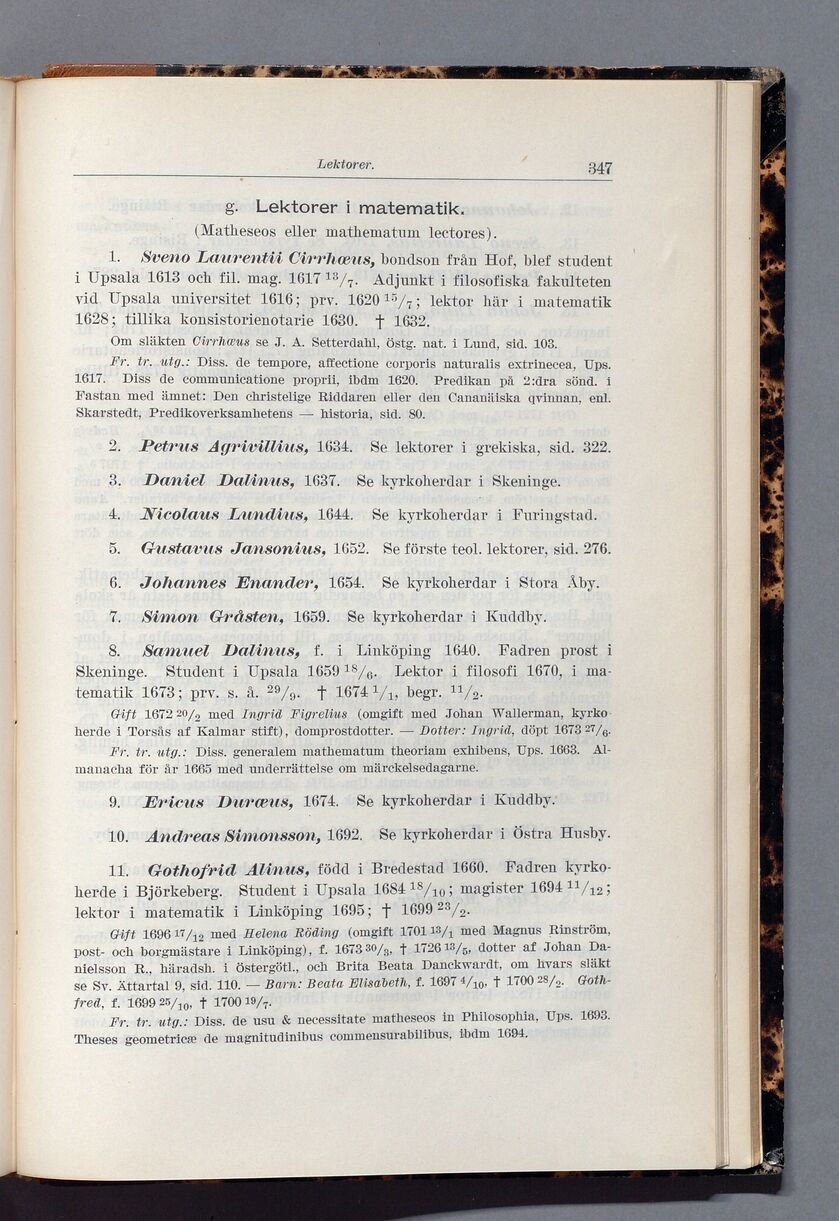 Lektorer. 347
g. Lektorer i matematik.
(Matheseos eller mathematum lectores).
1. Sveno Laurentii Cirrhœus, bondson från Hof, blef student
i Upsala 1613 och fil. mag. 1617 13/7. Adjunkt i filosofiska fakulteten
vid Upsala universitet 1616; prv. 1620 15/7; lektor här i matematik
1628; tillika konsistorienotarie 1630. † 1632.
Om släkten Cirrhœus se J. A. Setterdahl, östg. nat. i Lund, sid. 103.
Fr. tr. utg.: Diss. de tempore, affectione corporis naturalis extrinecea, Ups.
1617. Diss de communicatione proprii, ibdm 1620. Predikan på 2:dra sönd. i
Fastan med ämnet: Den christelige Riddaren eller den Cananäiska qvinnan, enl.
Skarstedt, Predikoverksamhetens — historia, sid. 80.
2. Petrus Agrivillius, 1634. Se lektorer i grekiska, sid. 322.
3. Daniel Dalinus, 1637. Se kyrkoherdar i Skeninge.
4. Nicolaus Lundius, 1644. Se kyrkoherdar i Furingstad.
5. Gustavus Jansonius, 1652. Se förste teol. lektorer, sid. 276.
6. Johannes Enander, 1654. Se kyrkoherdar i Stora Åby.
7. Simon Gråsten, 1659. Se kyrkoherdar i Kuddby.
8. Samuel Dalinus, f. i Linköping 1640. Fadren prost i
Skeninge. Student i Upsala 1659 18/6. Lektor i filosofi 1670, i ma-
tematik 1673; prv. s. å. 29/9. † 1674 1/1, begr. 11/2.
Gift 1672 20/2 med Ingrid Figrelius (omgift med Johan Wallerman, kyrko
herde i Torsås af Kalmar stift), domprostdotter. — Dotter: Ingrid, döpt 1673 27/6.
Fr. tr. utg.: Diss. generalem mathematum theoriam exhibens, Ups. 1663. Al-
manacha för år 1665 med underrättelse om märckelsedagarne.
9. Ericus Duræus, 1674. Se kyrkoherdar i Kuddby.
10. Andreas Simonsson, 1692. Se kyrkoherdar i Östra Husby.
11. Gothofrid Alinus, född i Bredestad 1660. Fadren kyrko-
herde i Björkeberg. Student i Upsala 1684 18/10; magister 1694 11/12;
lektor i matematik i Linköping 1695; † 1699 23/2.
Gift 1696 17/12 med Helena Röding (omgift 1701 13/1 med Magnus Rinström,
post- och borgmästare i Linköping), f. 1673 30/3, † 1726 13/5, dotter af Johan Da-
nielsson R., häradsh. i östergötl., och Brita Beata Danckwardt, om hvars släkt
se Sv. Ättartal 9, sid. 110. — Barn: Beata Elisabeth, f. 1697 4/10, † 1700 28/2. Goth-
fred, f. 1699 25/10, † 1700 19/7.
Fr. tr. utg.: Diss. de usu & necessitate matheseos in Philosophia, Ups. 1693.
Theses geometricæ de magnitudinibus commensurabilibus, ibdm 1694.